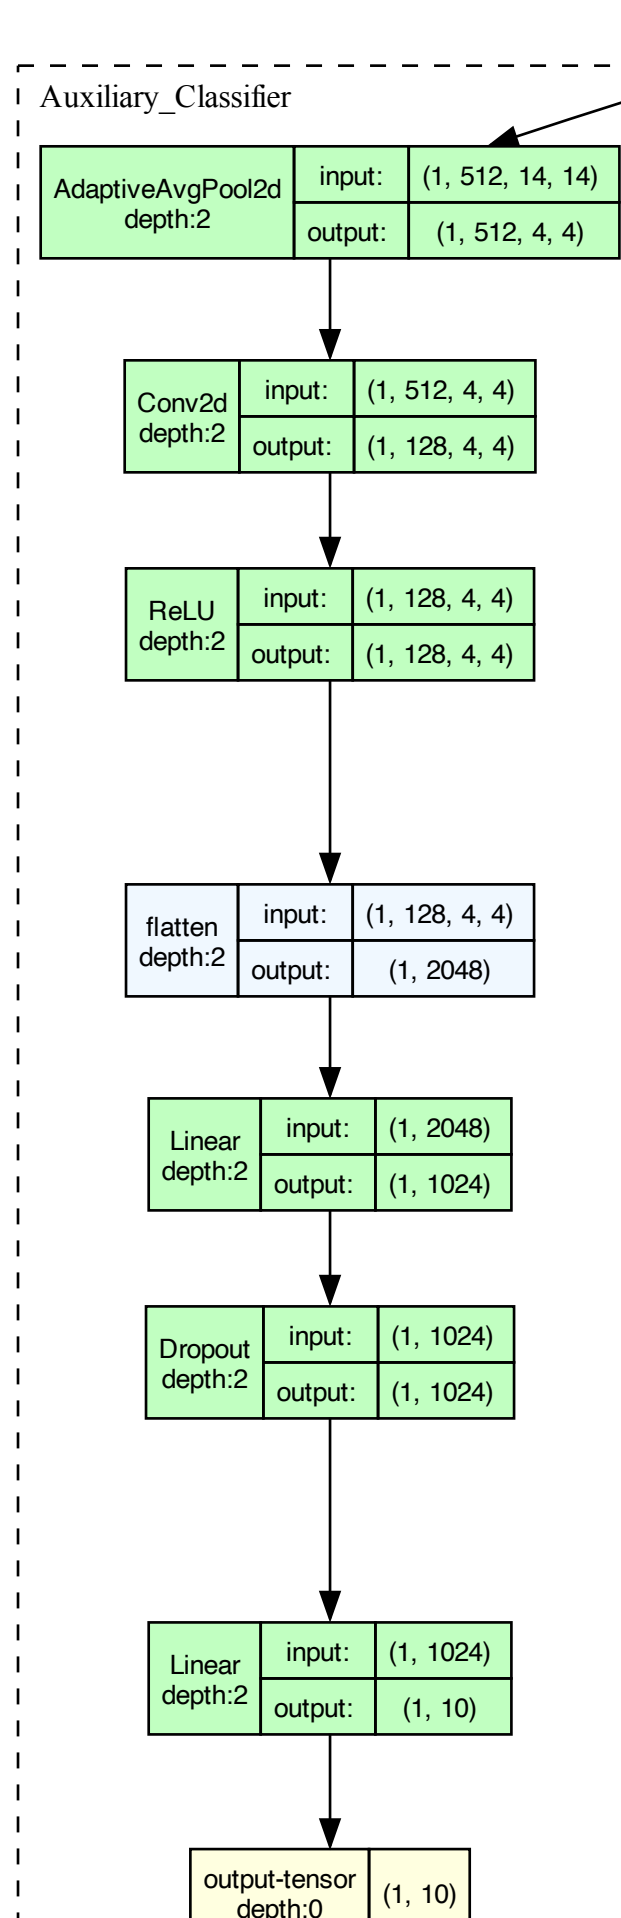 Auxiliary_Classifier
AdaptiveAvgPool2d
depth:2
input:
(1, 512, 14, 14)
output:
(1, 512, 4, 4)
Conv2d
depth:2
input:
(1, 512, 4, 4)
output:
(1, 128, 4, 4)
ReLU
depth:2
input:
(1, 128, 4, 4)
output:
(1, 128, 4, 4)
flatten
depth:2
input:
(1, 128, 4, 4)
output:
(1, 2048)
Linear
depth:2
input:
(1, 2048)
output:
(1, 1024)
Dropout
depth:2
input:
(1, 1024)
output:
(1, 1024)
Linear
depth:2
input:
(1, 1024)
output:
(1, 10)
output-tensor
depth:0
(1, 10)